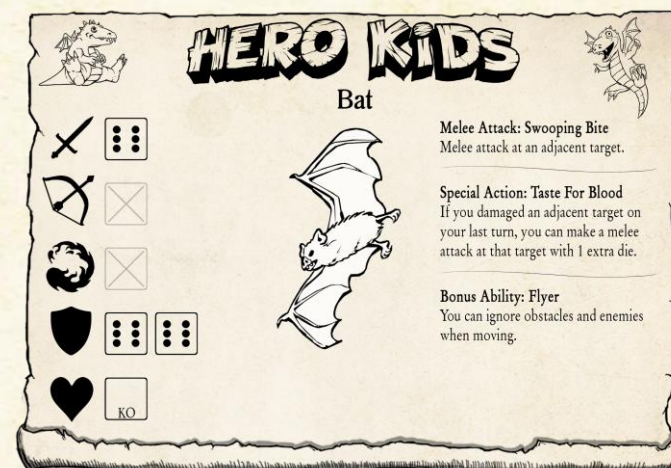 HERO KIDS
Bat
Melee Attack: Swooping Bite
Melee attack at an adjacent target.
Special Action: Taste For Blood
If you damaged an adjacent target on
your last turn, you can make a melee
attack at that target with 1 extra die.
Bonus Ability: Flyer
You can ignore obstacles and enemies
when moving.
KO